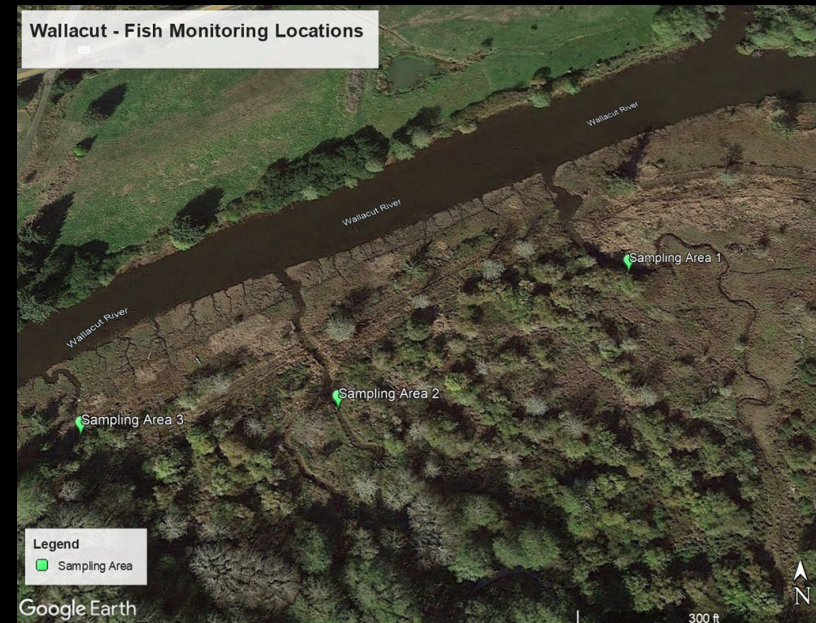 Wallacut - Fish Monitoring Locations
Wallacut River
Wallacut River
Sampling Area 1
Wallacut River
Sampling Area 2
Sampling Area 3
Legend
Sampling Area
N
Google Earth
300 ft